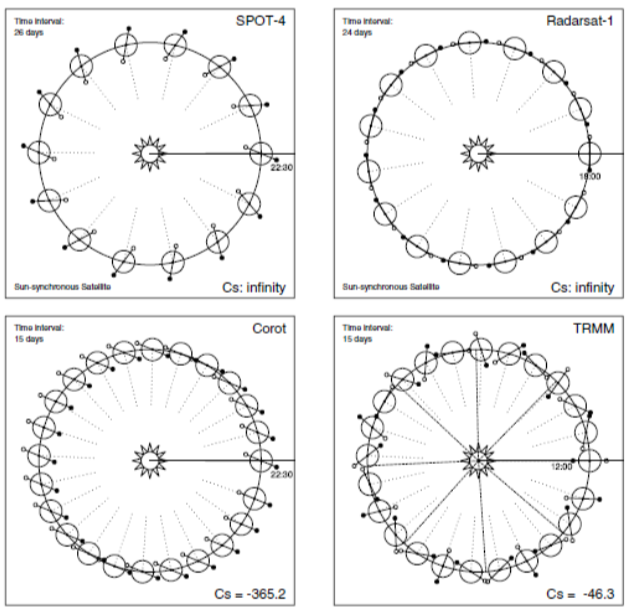 Time Interval:
26 days
SPOT-4
22:30
Sun-synchronous Satellite
Cs: infinity
Time Interval:
24 days
Radarsat-1
18:00
Sun-synchronous Satellite
Cs: infinity
Time Interval:
15 days
Corot
22:30
Cs = -365.2
Time Interval:
15 days
TRMM
12:00
Cs = -46.3